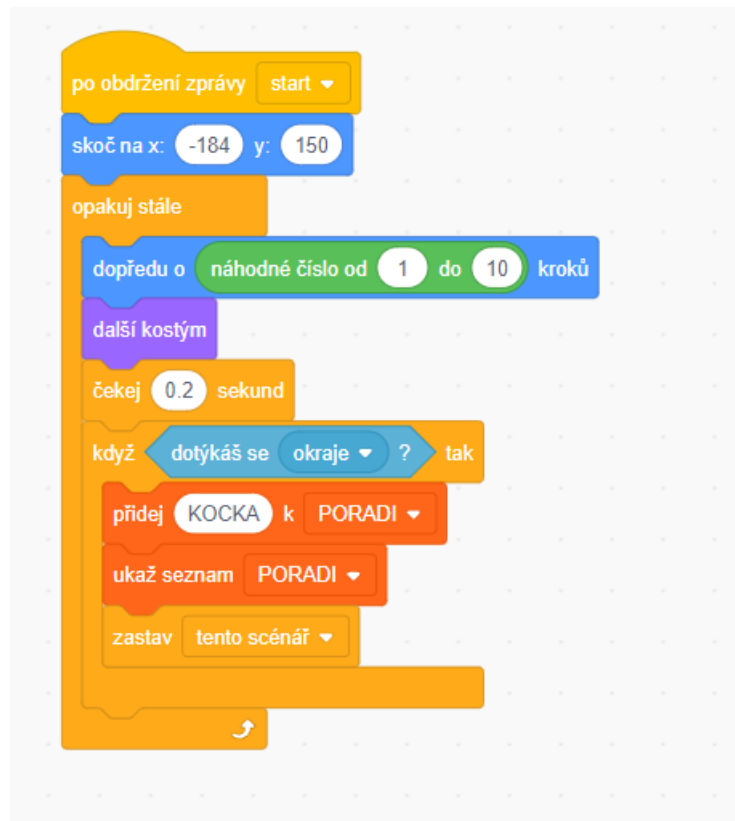 po obdržení zprávy start
skoč na x: -184 y: 150
opakuj stále
dopředu o náhodné číslo od 1 do 10 kroků
další kostým
čekej 0.2 sekund
když dotýkáš se okraje ? tak
přidej KOCKA k PORADI
ukaž seznam PORADI
zastav tento scénář